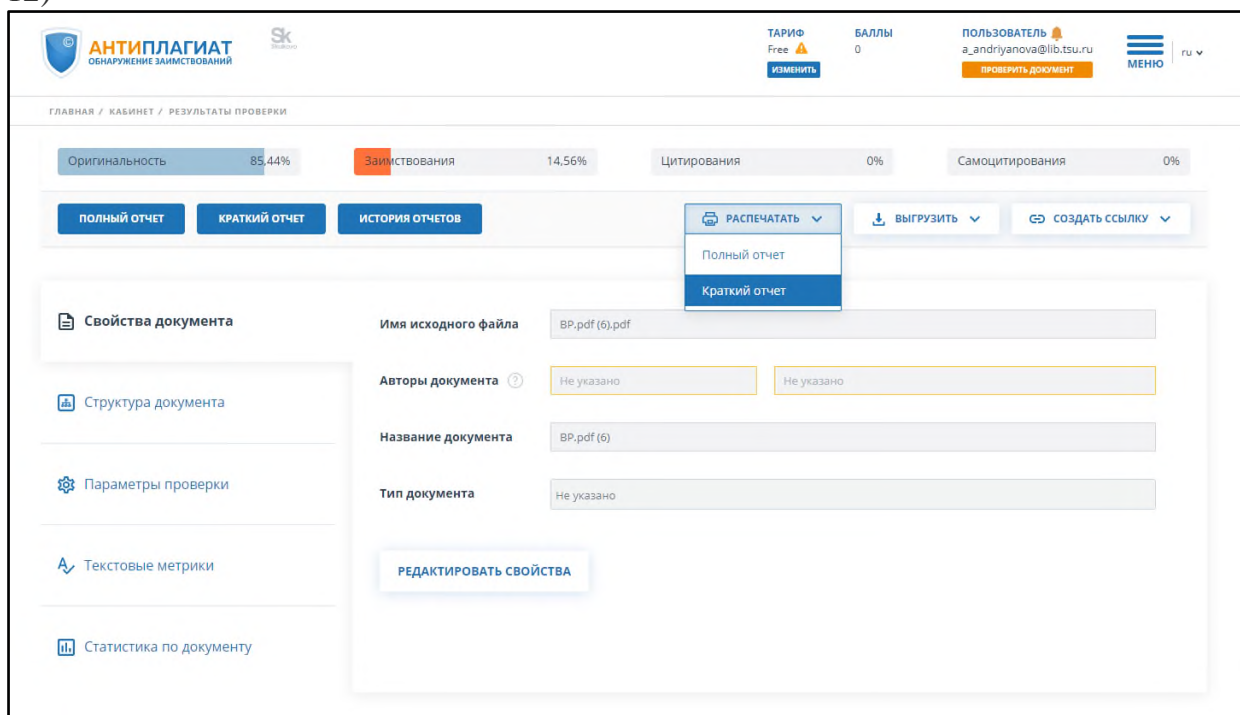 12)
© АНТИПЛАГИАТ
ОБНАРУЖЕНИЕ ЗАИМСТВОВАНИЙ
Sk
ТАРИФ БАЛЛЫ ПОЛЬЗОВАТЕЛЬ
Free 0 a_andriyanova@lib.tsu.ru
ИЗМЕНИТЬ ПРОВЕРИТЬ ДОКУМЕНТ МЕНЮ ru
ГЛАВНАЯ / КАБИНЕТ / РЕЗУЛЬТАТЫ ПРОВЕРКИ
Оригинальность 85,44% Заимствования 14,56% Цитирования 0% Самоцитирования 0%
ПОЛНЫЙ ОТЧЕТ КРАТКИЙ ОТЧЕТ ИСТОРИЯ ОТЧЕТОВ РАСПЕЧАТАТЬ ВЫГРУЗИТЬ СОЗДАТЬ ССЫЛКУ
Полный отчет
Краткий отчет
Свойства документа Имя исходного файла BP.pdf (6).pdf
Авторы документа ? Не указано Не указано
Структура документа
Название документа BP.pdf (6)
Параметры проверки Тип документа Не указано
Текстовые метрики РЕДАКТИРОВАТЬ СВОЙСТВА
Статистика по документу